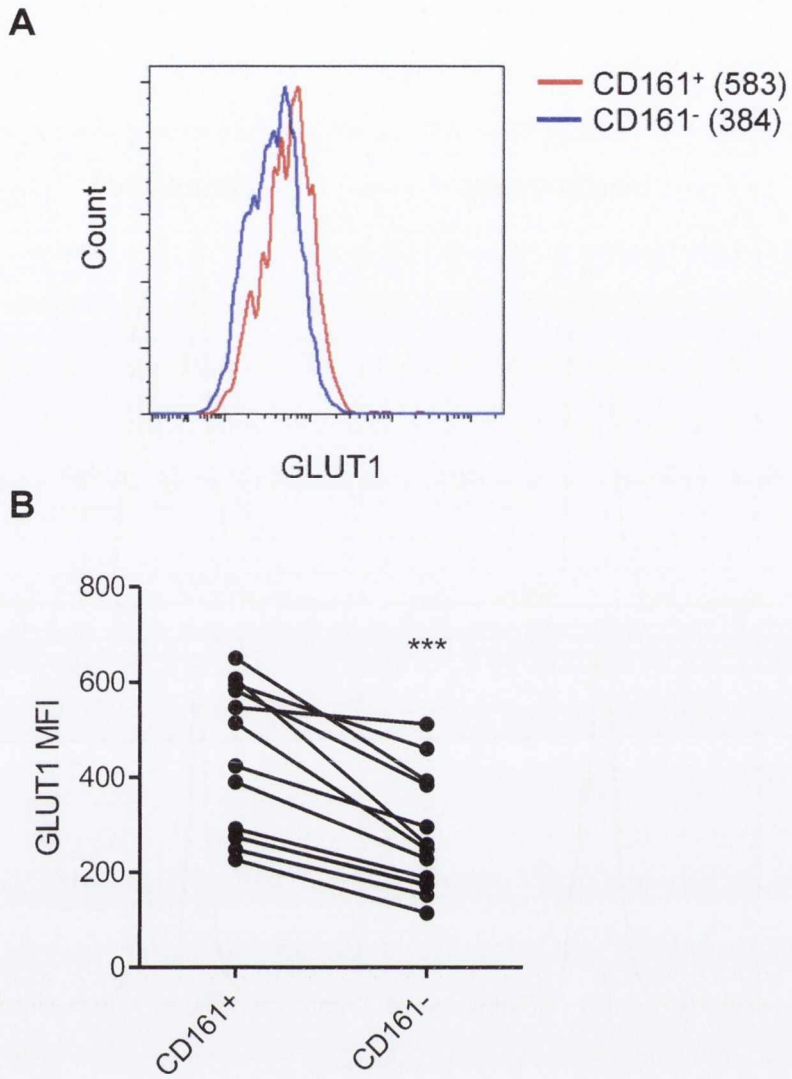 A
CD161⁺ (583)
CD161⁻ (384)
Count
GLUT1
B
800
600
400
200
0
GLUT1 MFI
***
CD161+
CD161-